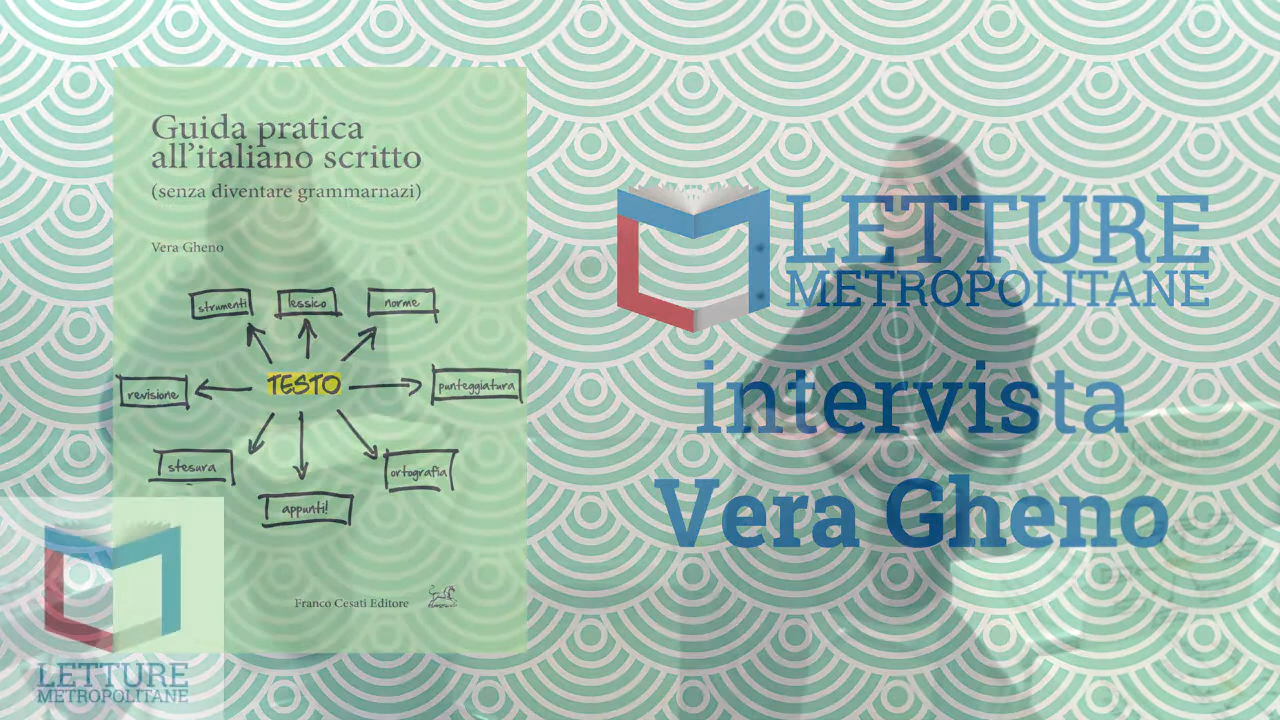 Guida pratica
all'italiano scritto
(senza diventare grammarnazi)
Vera Gheno
strumenti
lessico
norme
revisione
TESTO
punteggiatura
stesura
ortografia
appunti!
Franco Cesati Editore
LETTURE
METROPOLITANE
intervista
Vera Gheno
LETTURE
METROPOLITANE